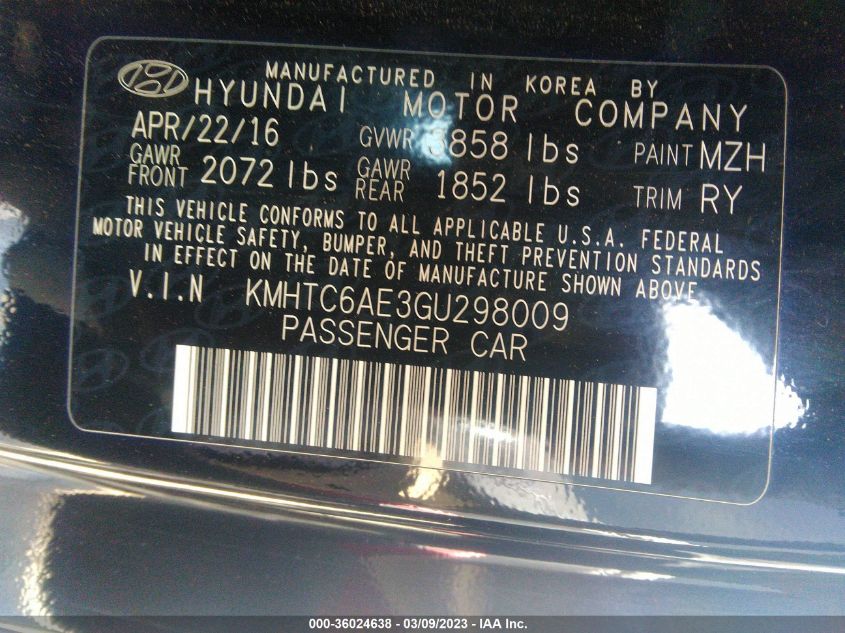 MANUFACTURED IN KOREA BY
HYUNDAI MOTOR COMPANY
APR/22/16 GVWR 3858 lbs PAINT MZH
GAWR FRONT 2072 lbs GAWR REAR 1852 lbs TRIM RY
THIS VEHICLE CONFORMS TO ALL APPLICABLE U.S.A. FEDERAL
MOTOR VEHICLE SAFETY, BUMPER, AND THEFT PREVENTION STANDARDS
IN EFFECT ON THE DATE OF MANUFACTURE SHOWN ABOVE
V.I.N KMHTC6AE3GU298009
PASSENGER CAR
000-36024638 - 03/09/2023 - IAA Inc.